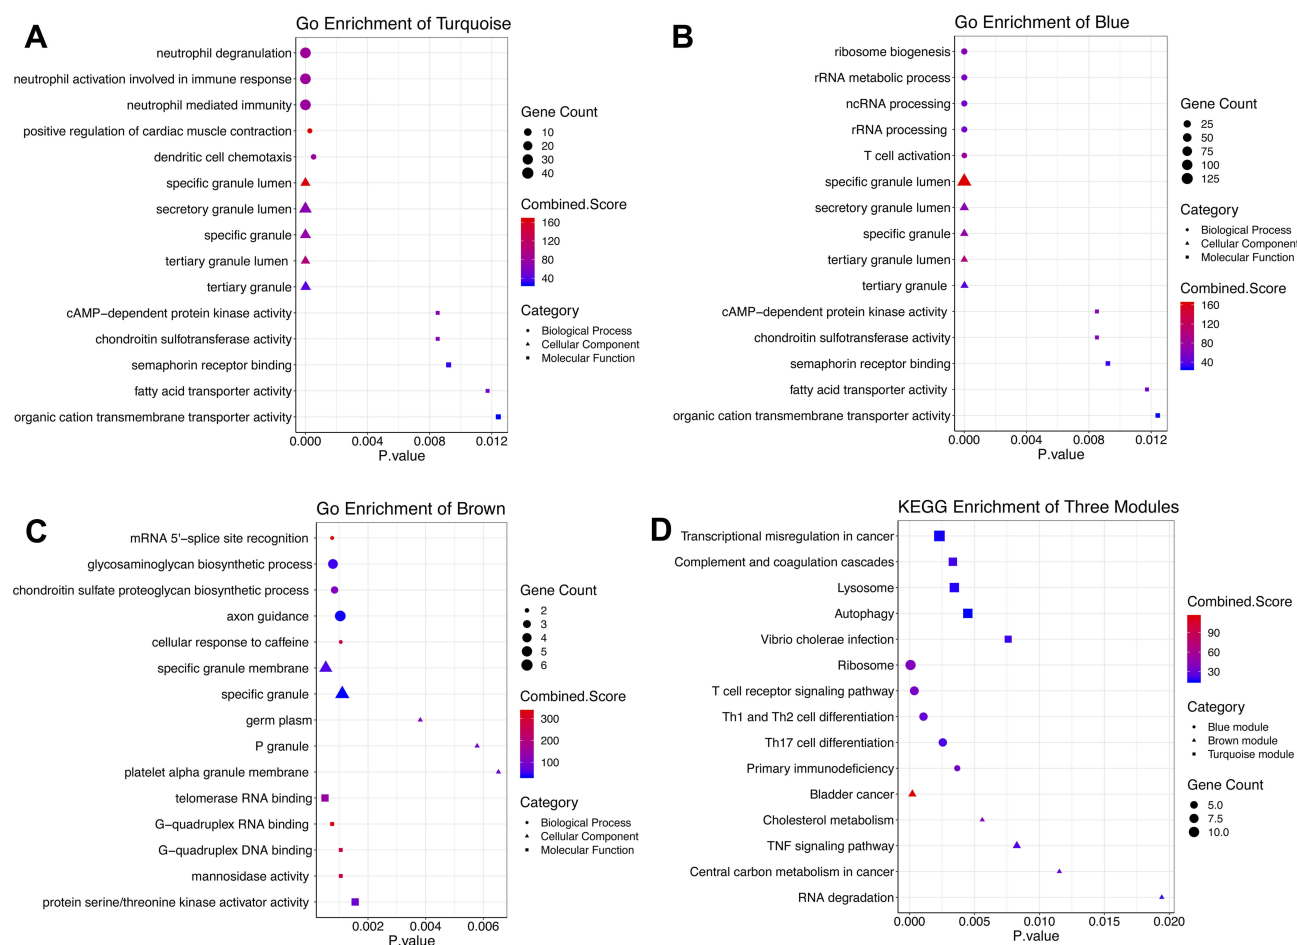 A
Go Enrichment of Turquoise
neutrophil degranulation
neutrophil activation involved in immune response
neutrophil mediated immunity
positive regulation of cardiac muscle contraction
dendritic cell chemotaxis
specific granule lumen
secretory granule lumen
specific granule
tertiary granule lumen
tertiary granule
cAMP−dependent protein kinase activity
chondroitin sulfotransferase activity
semaphorin receptor binding
fatty acid transporter activity
organic cation transmembrane transporter activity
0.000 0.004 0.008 0.012
P.value
Gene Count
10
20
30
40
Combined.Score
160
120
80
40
Category
Biological Process
Cellular Component
Molecular Function
B
Go Enrichment of Blue
ribosome biogenesis
rRNA metabolic process
ncRNA processing
rRNA processing
T cell activation
specific granule lumen
secretory granule lumen
specific granule
tertiary granule lumen
tertiary granule
cAMP−dependent protein kinase activity
chondroitin sulfotransferase activity
semaphorin receptor binding
fatty acid transporter activity
organic cation transmembrane transporter activity
0.000 0.004 0.008 0.012
P.value
Gene Count
25
50
75
100
125
Category
Biological Process
Cellular Component
Molecular Function
Combined.Score
160
120
80
40
C
Go Enrichment of Brown
mRNA 5'−splice site recognition
glycosaminoglycan biosynthetic process
chondroitin sulfate proteoglycan biosynthetic process
axon guidance
cellular response to caffeine
specific granule membrane
specific granule
germ plasm
P granule
platelet alpha granule membrane
telomerase RNA binding
G−quadruplex RNA binding
G−quadruplex DNA binding
mannosidase activity
protein serine/threonine kinase activator activity
0.002 0.004 0.006
P.value
Gene Count
2
3
4
5
6
Combined.Score
300
200
100
Category
Biological Process
Cellular Component
Molecular Function
D
KEGG Enrichment of Three Modules
Transcriptional misregulation in cancer
Complement and coagulation cascades
Lysosome
Autophagy
Vibrio cholerae infection
Ribosome
T cell receptor signaling pathway
Th1 and Th2 cell differentiation
Th17 cell differentiation
Primary immunodeficiency
Bladder cancer
Cholesterol metabolism
TNF signaling pathway
Central carbon metabolism in cancer
RNA degradation
0.000 0.005 0.010 0.015 0.020
P.value
Combined.Score
90
60
30
Category
Blue module
Brown module
Turquoise module
Gene Count
5.0
7.5
10.0